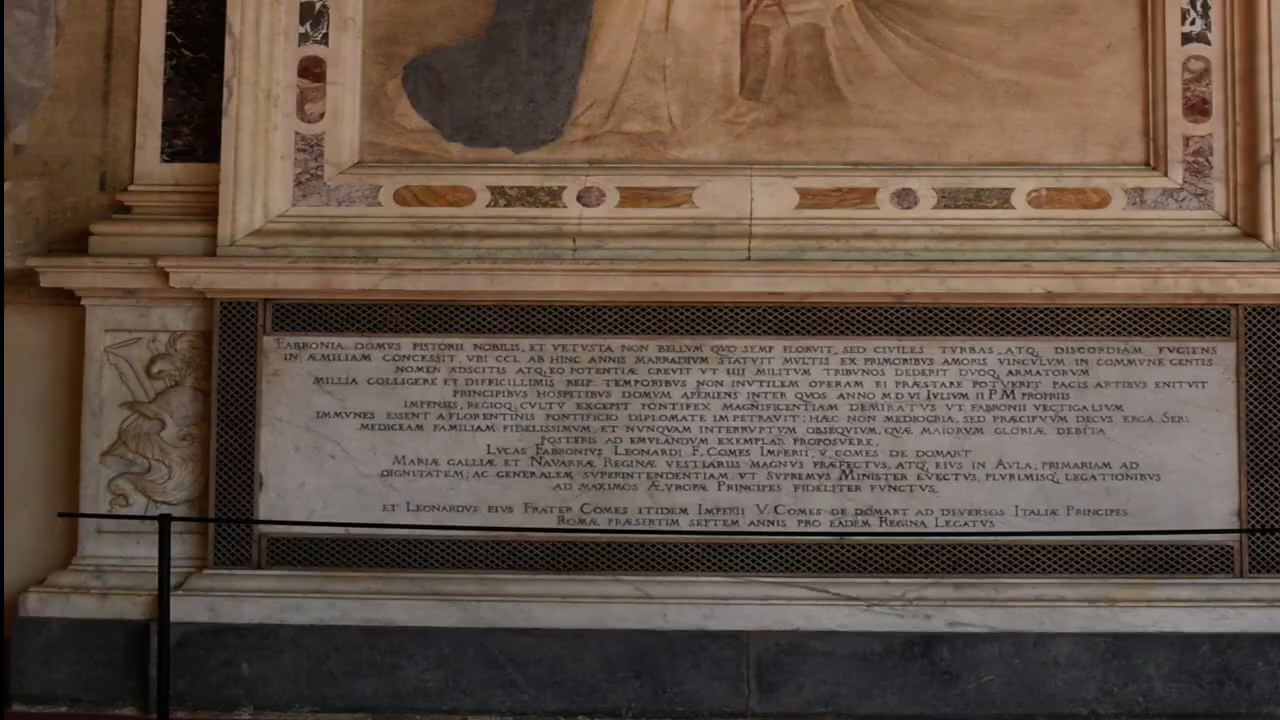 FABRONIA DOMVS PISTORII NOBILIS, ET VETVSTA NON BELLVM QVO SEMP FLORVIT, SED CIVILES TVRBAS, ATQ, DISCORDIAM FVGIENS
IN ÆMILIAM CONCESSIT, VBI CCL AB HINC ANNIS MARRADIVM STATVIT MVLTIS EX PRIMORIBVS AMORIS VINCVLVM IN COMMVNE GENTIS
NOMEN ADSCITIS ATQ, EO POTENTIÆ CREVIT VT IIII MILITVM TRIBVNOS DEDERIT DVOQ, ARMATORVM
MILLIA COLLIGERE ET DIFFICILLIMIS REIP. TEMPORIBVS NON INVTILEM OPERAM EI PRÆSTARE POTVERIT PACIS ARTIBVS ENITVIT
PRINCIPIBVS HOSPITIBVS DOMVM APERIENS INTER QVOS ANNO M D VI IVLIVM II P M PROPRIIS
IMPENSIS, REGIOQ, CVLTV EXCEPIT PONTIFEX MAGNIFICENTIAM DEMIRATVS VT FABRONII VECTIGALIVM
IMMVNES ESSENT A FLORENTINIS PONTIFICIO DIPLOMATE IMPETRAVIT; HÆC NON MEDIOCRIA, SED PRÆCIPVVM DECVS ERGA SER:
MEDICEAM FAMILIAM FIDELISSIMVM, ET NVNQVAM INTERRVPTVM OBSEQVIVM, QVÆ MAIORVM GLORIÆ DEBITA
POSTERIS AD EMVLANDVM EXEMPLAR PROPOSVERE.
LVCAS FABRONIVS LEONARDI F. COMES IMPERII, V. COMES DE DOMART
MARIÆ GALLIÆ ET NAVARRÆ REGINÆ VESTIARIIS MAGNVS PRÆFECTVS, ATQ, EIVS IN AVLA, PRIMARIAM AD
DIGNITATEM, AC GENERALEM SVPERINTENDENTIAM, VT SVPREMVS MINISTER EVECTVS, PLVRIMISQ, LEGATIONIBVS
AD MAXIMOS ÆVROPÆ PRINCIPES FIDELITER FVNCTVS,
ET LEONARDVS EIVS FRATER COMES ITIDEM IMPERII V. COMES DE DOMART AD DIVERSOS ITALIÆ PRINCIPES
ROMÆ PRÆSERTIM SEPTEM ANNIS PRO EADEM REGINA LEGATVS